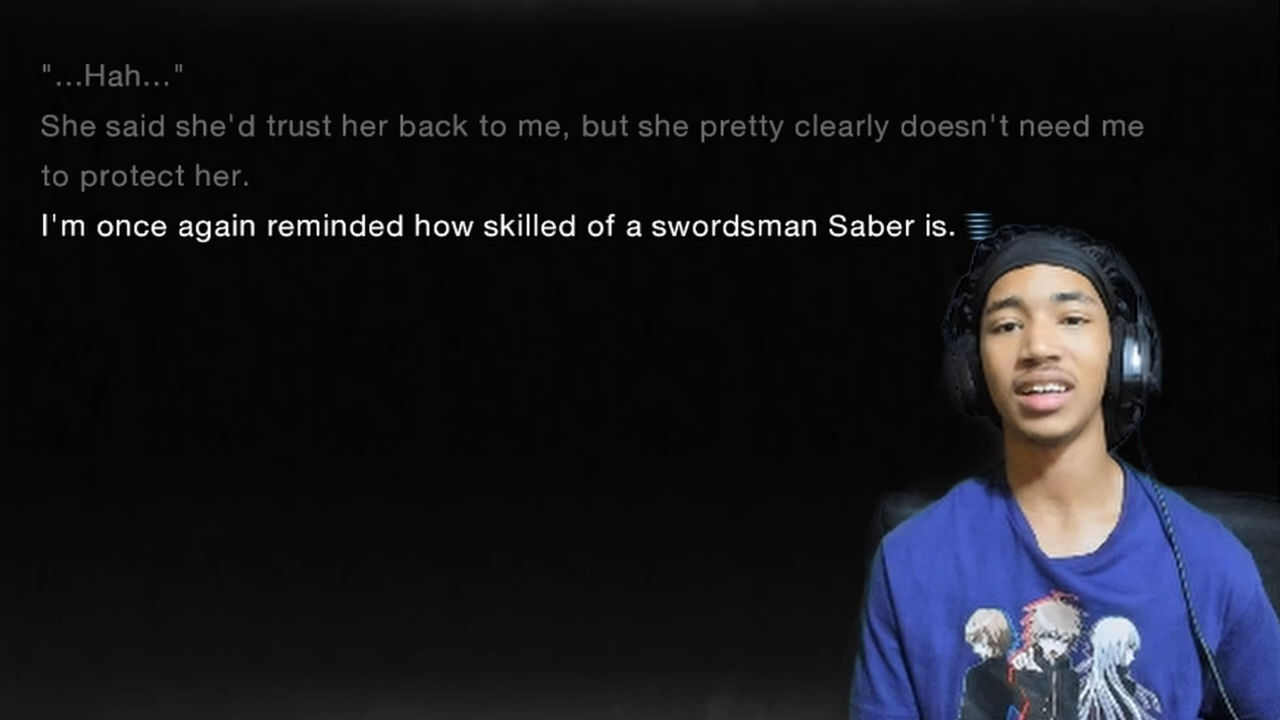 "...Hah..."
She said she'd trust her back to me, but she pretty clearly doesn't need me
to protect her.
I'm once again reminded how skilled of a swordsman Saber is.